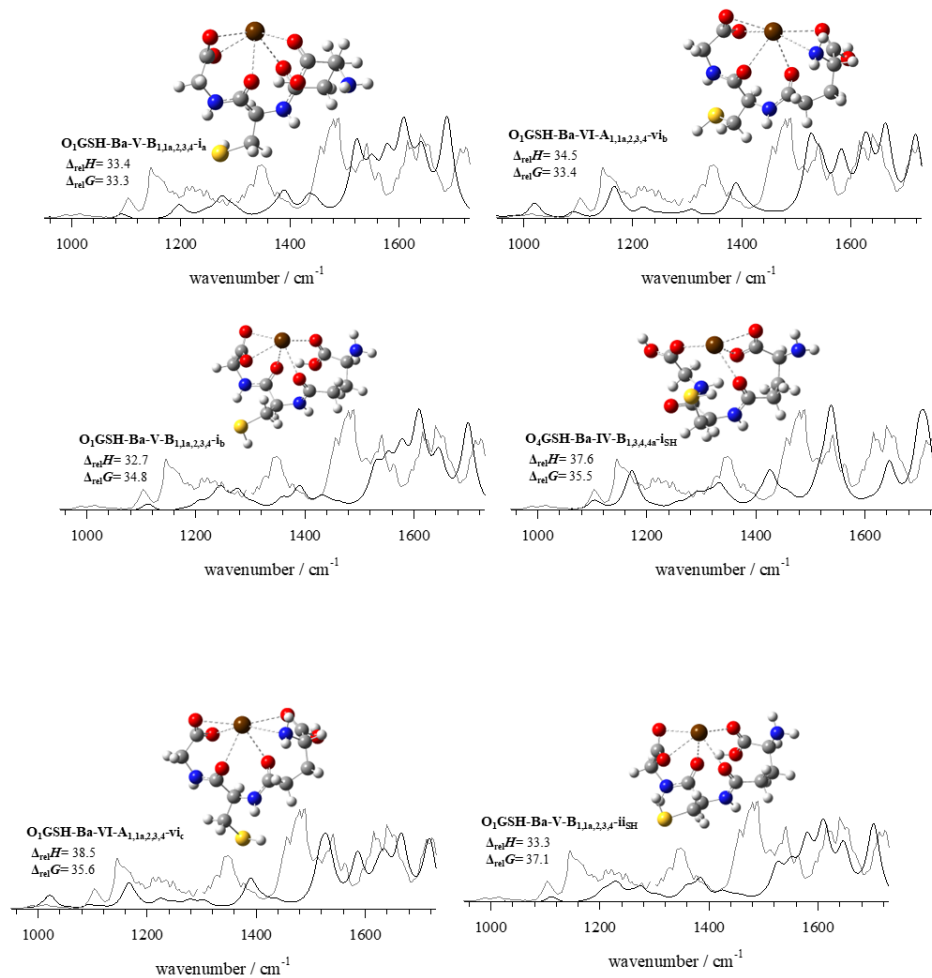 O₁GSH-Ba-V-B₁,₁ₐ,₂,₃,₄-iₐ
ΔrelH= 33.4
ΔrelG= 33.3
1000 1200 1400 1600
wavenumber / cm⁻¹
O₁GSH-Ba-VI-A₁,₁ₐ,₂,₃,₄-vi_b
ΔrelH= 34.5
ΔrelG= 33.4
1000 1200 1400 1600
wavenumber / cm⁻¹
O₁GSH-Ba-V-B₁,₁ₐ,₂,₃,₄-i_b
ΔrelH= 32.7
ΔrelG= 34.8
1000 1200 1400 1600
wavenumber / cm⁻¹
O₄GSH-Ba-IV-B₁,₃,₄,₄ₐ-i_SH
ΔrelH= 37.6
ΔrelG= 35.5
1000 1200 1400 1600
wavenumber / cm⁻¹
O₁GSH-Ba-VI-A₁,₁ₐ,₂,₃,₄-vi_c
ΔrelH= 38.5
ΔrelG= 35.6
1000 1200 1400 1600
wavenumber / cm⁻¹
O₁GSH-Ba-V-B₁,₁ₐ,₂,₃,₄-ii_SH
ΔrelH= 33.3
ΔrelG= 37.1
1000 1200 1400 1600
wavenumber / cm⁻¹